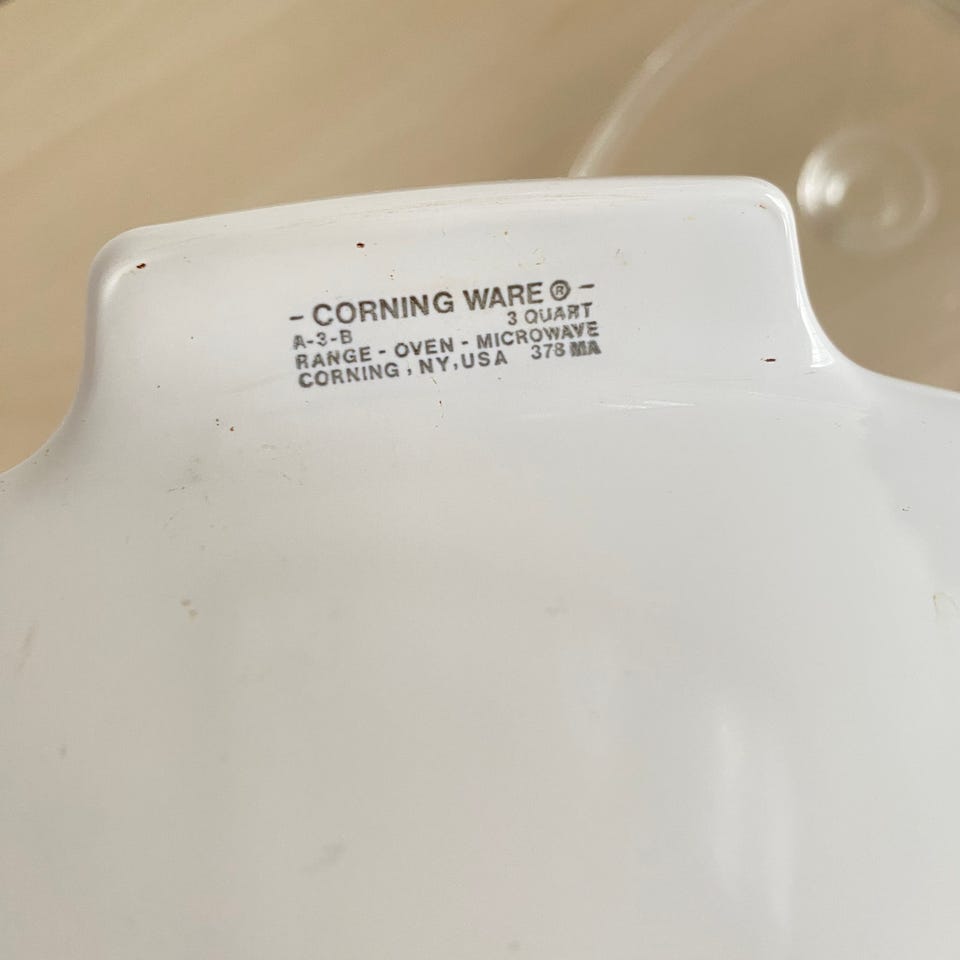 - CORNING WARE ® -
A-3-B 3 QUART
RANGE - OVEN - MICROWAVE
CORNING, NY, USA 378 MA